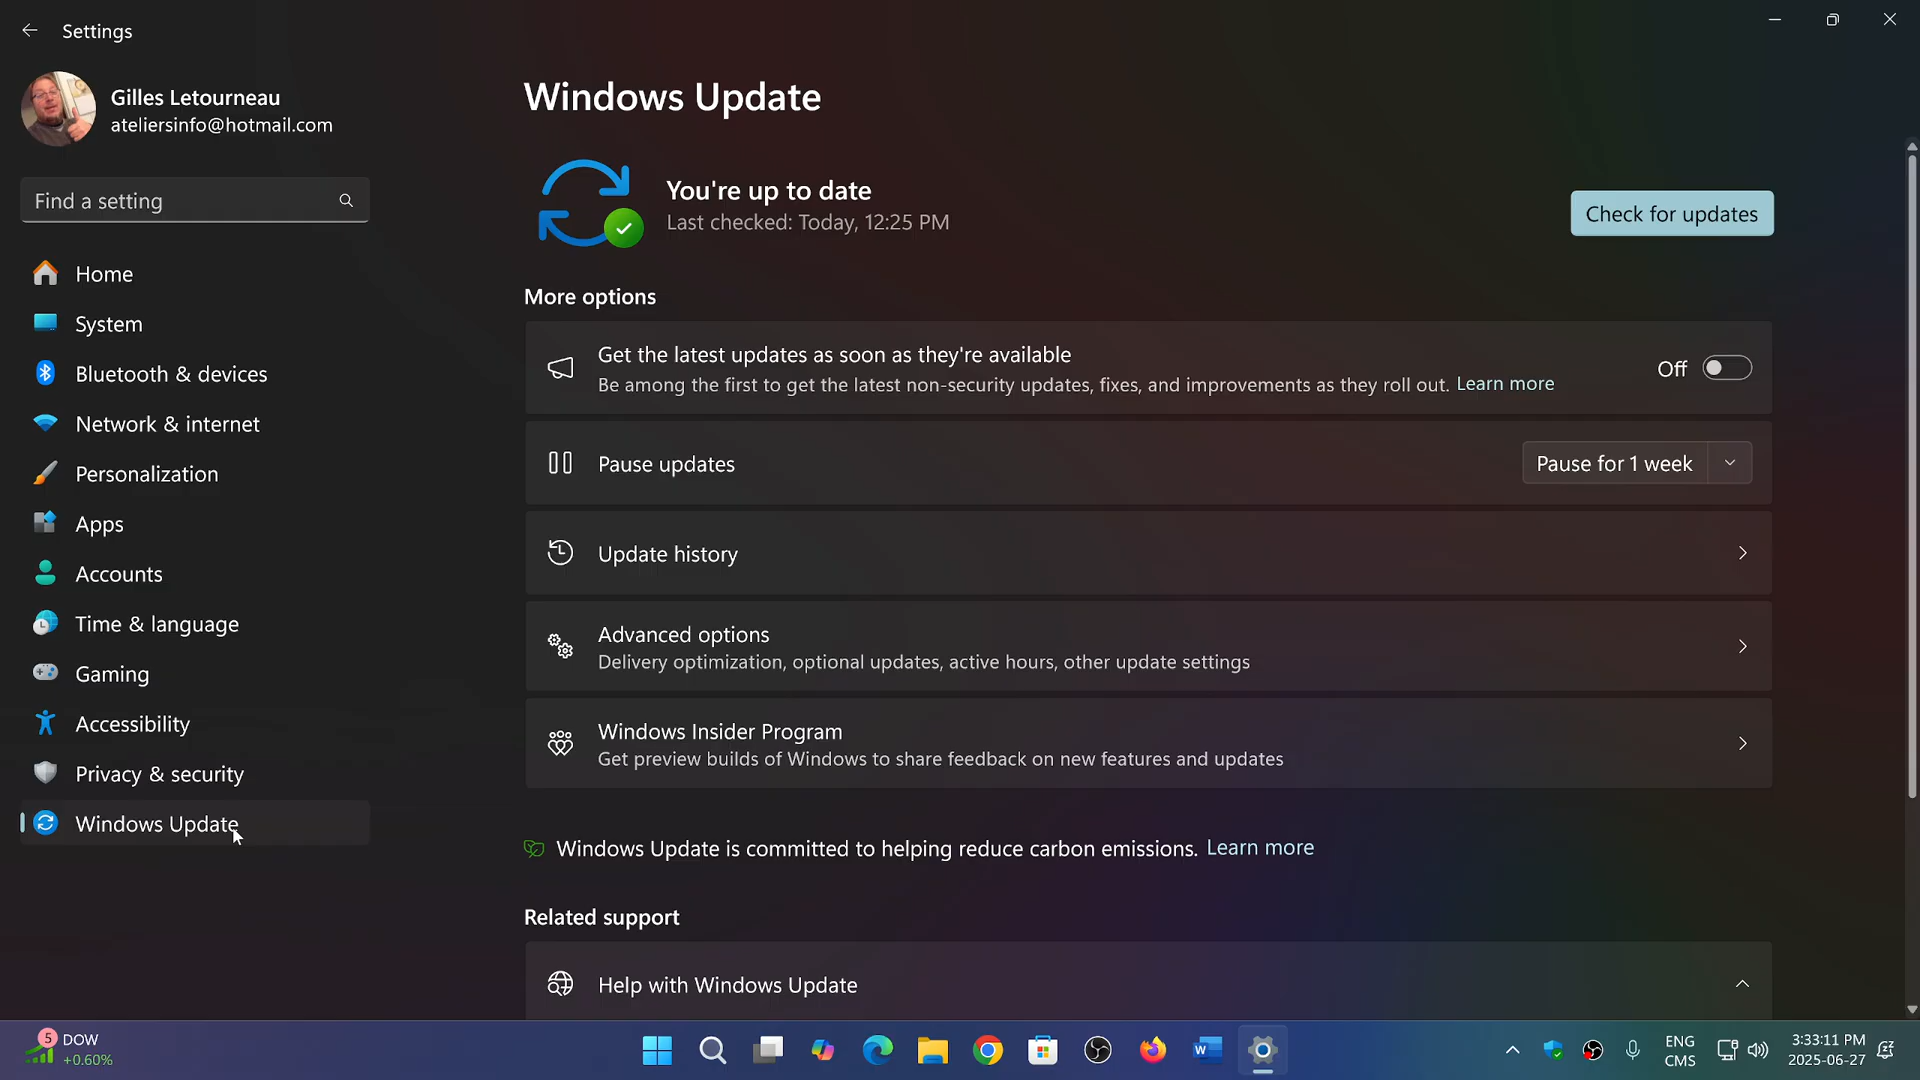 Settings
Gilles Letourneau
ateliersinfo@hotmail.com
Find a setting
Home
System
Bluetooth & devices
Network & internet
Personalization
Apps
Accounts
Time & language
Gaming
Accessibility
Privacy & security
Windows Update
Windows Update
You're up to date
Last checked: Today, 12:25 PM
Check for updates
More options
Get the latest updates as soon as they're available
Be among the first to get the latest non-security updates, fixes, and improvements as they roll out. Learn more
Off
Pause updates
Pause for 1 week
Update history
Advanced options
Delivery optimization, optional updates, active hours, other update settings
Windows Insider Program
Get preview builds of Windows to share feedback on new features and updates
Windows Update is committed to helping reduce carbon emissions. Learn more
Related support
Help with Windows Update
5
DOW
+0.60%
W
ENG
CMS
3:33:11 PM
2025-06-27